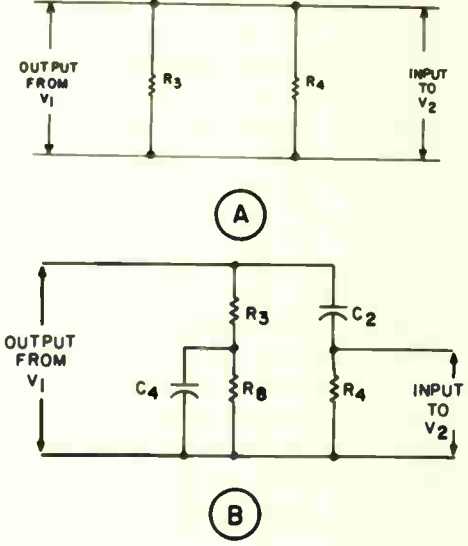 OUTPUT
FROM
V1
R3
R4
INPUT
TO
V2
A
R3
C2
OUTPUT
FROM
V1
C4
R8
R4
INPUT
TO
V2
B